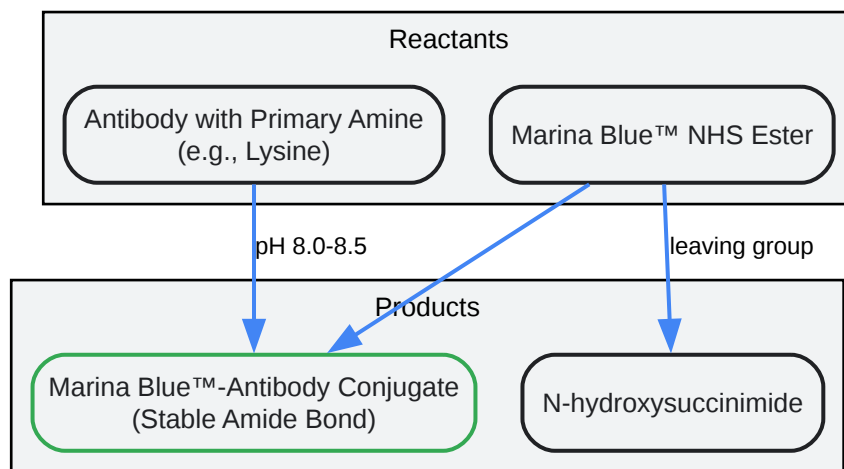 Reactants
Antibody with Primary Amine
(e.g., Lysine)
Marina Blue™ NHS Ester
pH 8.0-8.5
leaving group
Products
Marina Blue™-Antibody Conjugate
(Stable Amide Bond)
N-hydroxysuccinimide